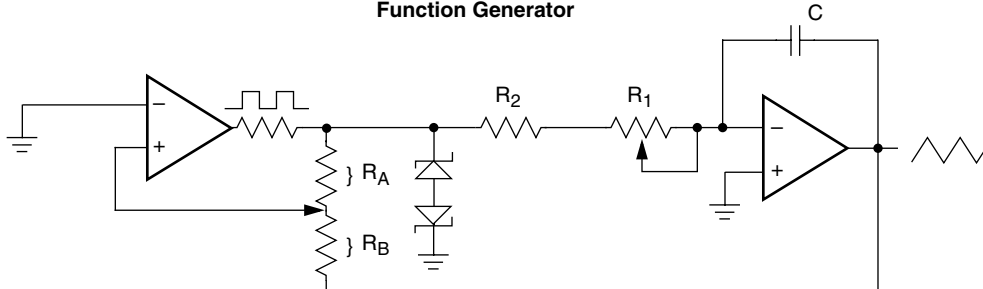 Function Generator
C
R2
R1
−
+
} RA
} RB
−
+